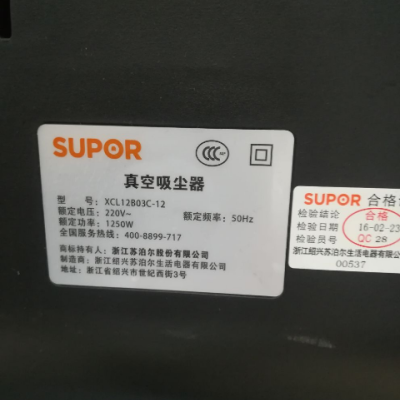 SUPOR
真空吸尘器
型 号: XCL12B03C-12
额定电压: 220V~ 额定频率: 50Hz
额定功率: 1250W
全国服务热线: 400-8899-717
商标持有人: 浙江苏泊尔股份有限公司
制造商: 浙江绍兴苏泊尔生活电器有限公司
地址: 浙江省绍兴市世纪西街3号
SUPOR 合格
检验结论 合格
检验日期 16-02-23
检验员号 QC 28
浙江绍兴苏泊尔生活电器有限公
00537